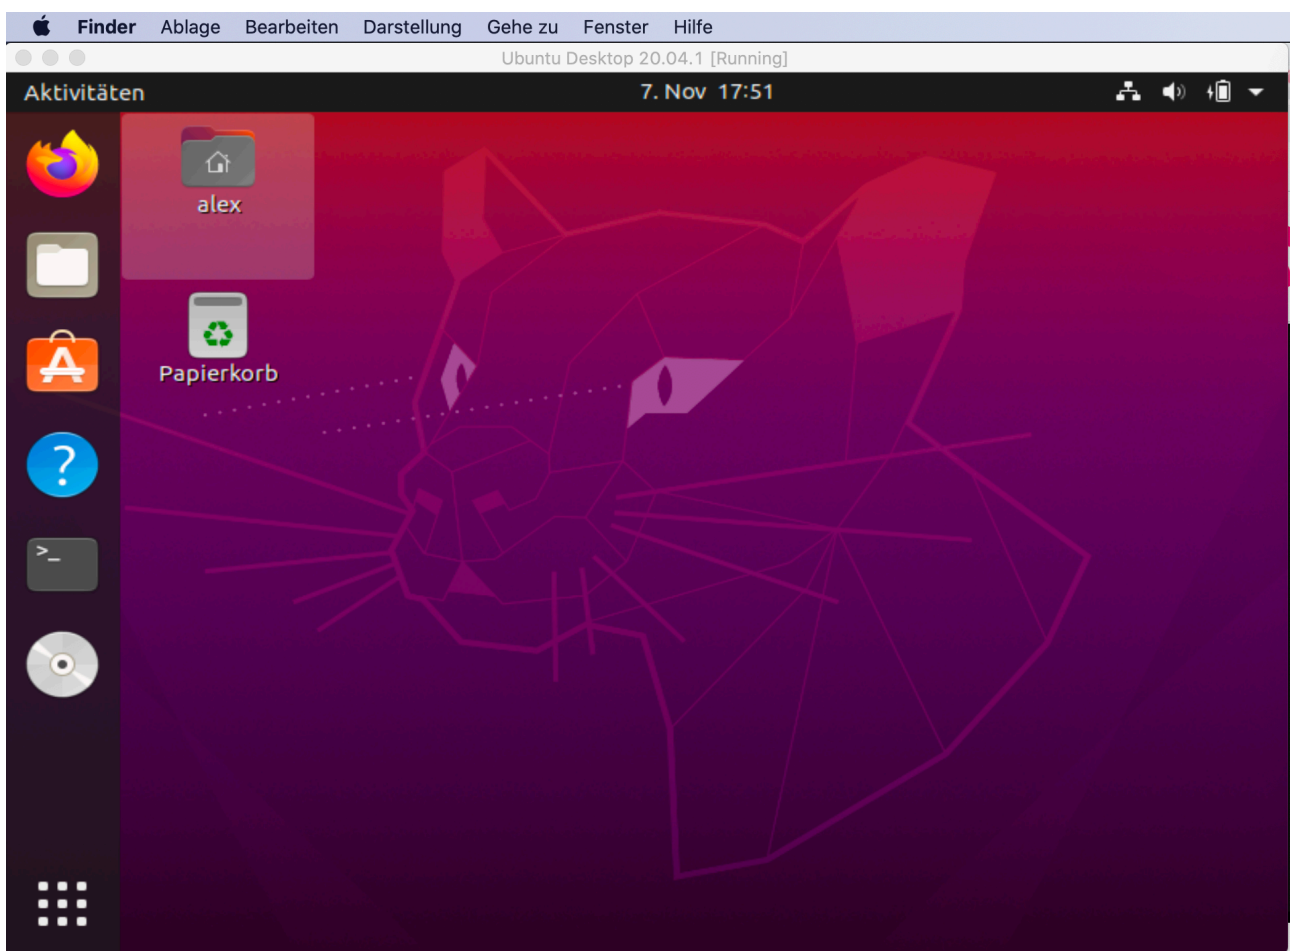 Finder Ablage Bearbeiten Darstellung Gehe zu Fenster Hilfe
Ubuntu Desktop 20.04.1 [Running]
Aktivitäten 7. Nov 17:51
alex
Papierkorb
?
>_